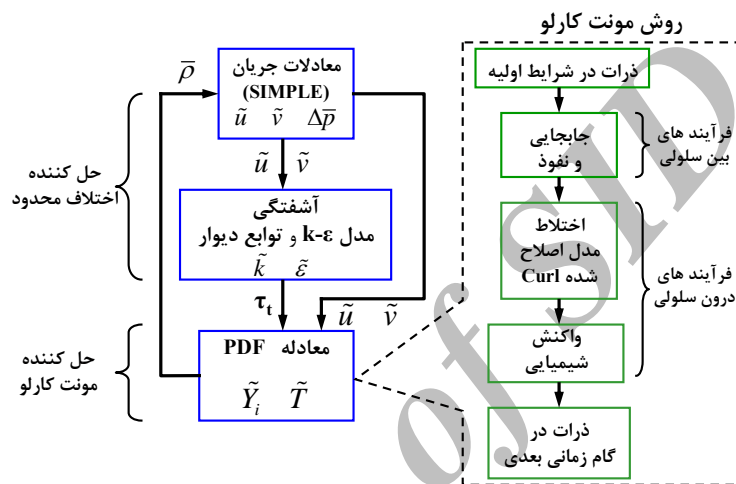 روش مونت کارلو
ρ̅
معادلات جریان
(SIMPLE)
ũ ṽ Δp̅
ũ ṽ
حل کننده
اختلاف محدود
آشفتگی
مدل k-ε و توابع دیوار
k̃ ε̃
τt
ũ ṽ
حل کننده
مونت کارلو
معادله PDF
Ỹi T̃
ذرات در شرایط اولیه
جابجایی
و نفوذ
فرآیند های
بین سلولی
اختلاط
مدل اصلاح
شده Curl
فرآیند های
درون سلولی
واکنش
شیمیایی
ذرات در
گام زمانی بعدی
of SID